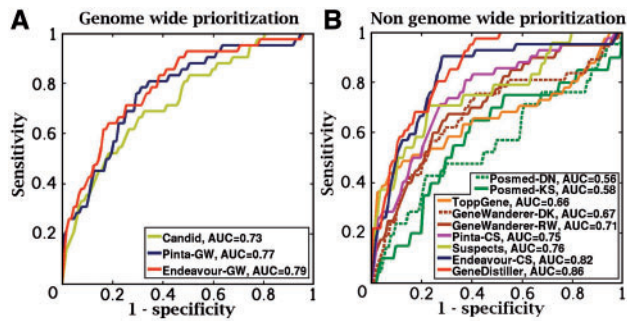 A
Genome wide prioritization
1
0.8
0.6
0.4
0.2
0
Sensitivity
Candid, AUC=0.73
Pinta-GW, AUC=0.77
Endeavour-GW, AUC=0.79
0.2
0.4
0.6
0.8
1
1 - specificity
B
Non genome wide prioritization
1
0.8
0.6
0.4
0.2
0
Sensitivity
Posmed-DN, AUC=0.56
Posmed-KS, AUC=0.58
ToppGene, AUC=0.66
GeneWanderer-DK, AUC=0.67
GeneWanderer-RW, AUC=0.71
Pinta-CS, AUC=0.75
Suspects, AUC=0.76
Endeavour-CS, AUC=0.82
GeneDistiller, AUC=0.86
0.2
0.4
0.6
0.8
1
1 - specificity